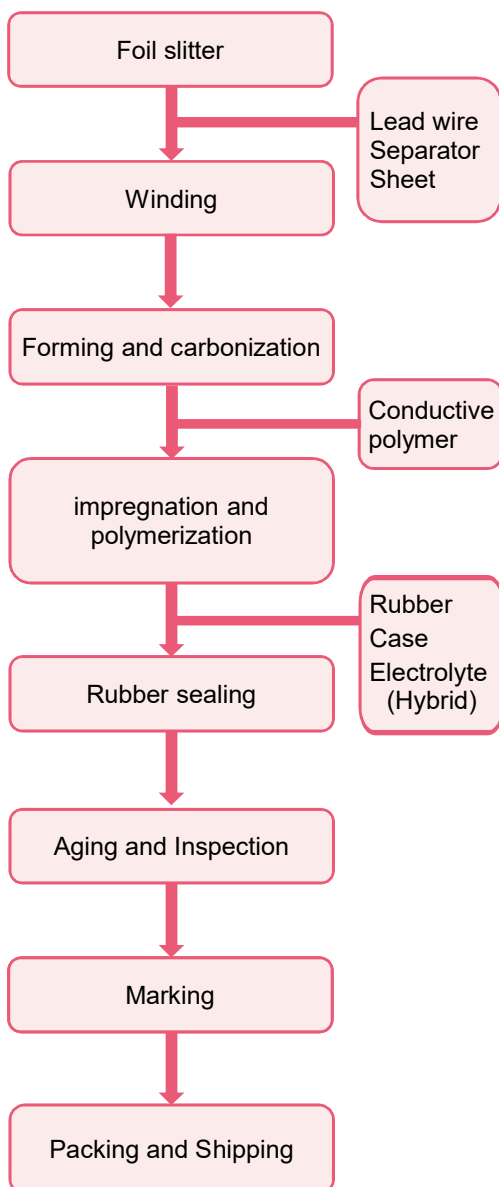 Foil slitter
Lead wire
Separator
Sheet
Winding
Forming and carbonization
Conductive
polymer
impregnation and
polymerization
Rubber
Case
Electrolyte
(Hybrid)
Rubber sealing
Aging and Inspection
Marking
Packing and Shipping